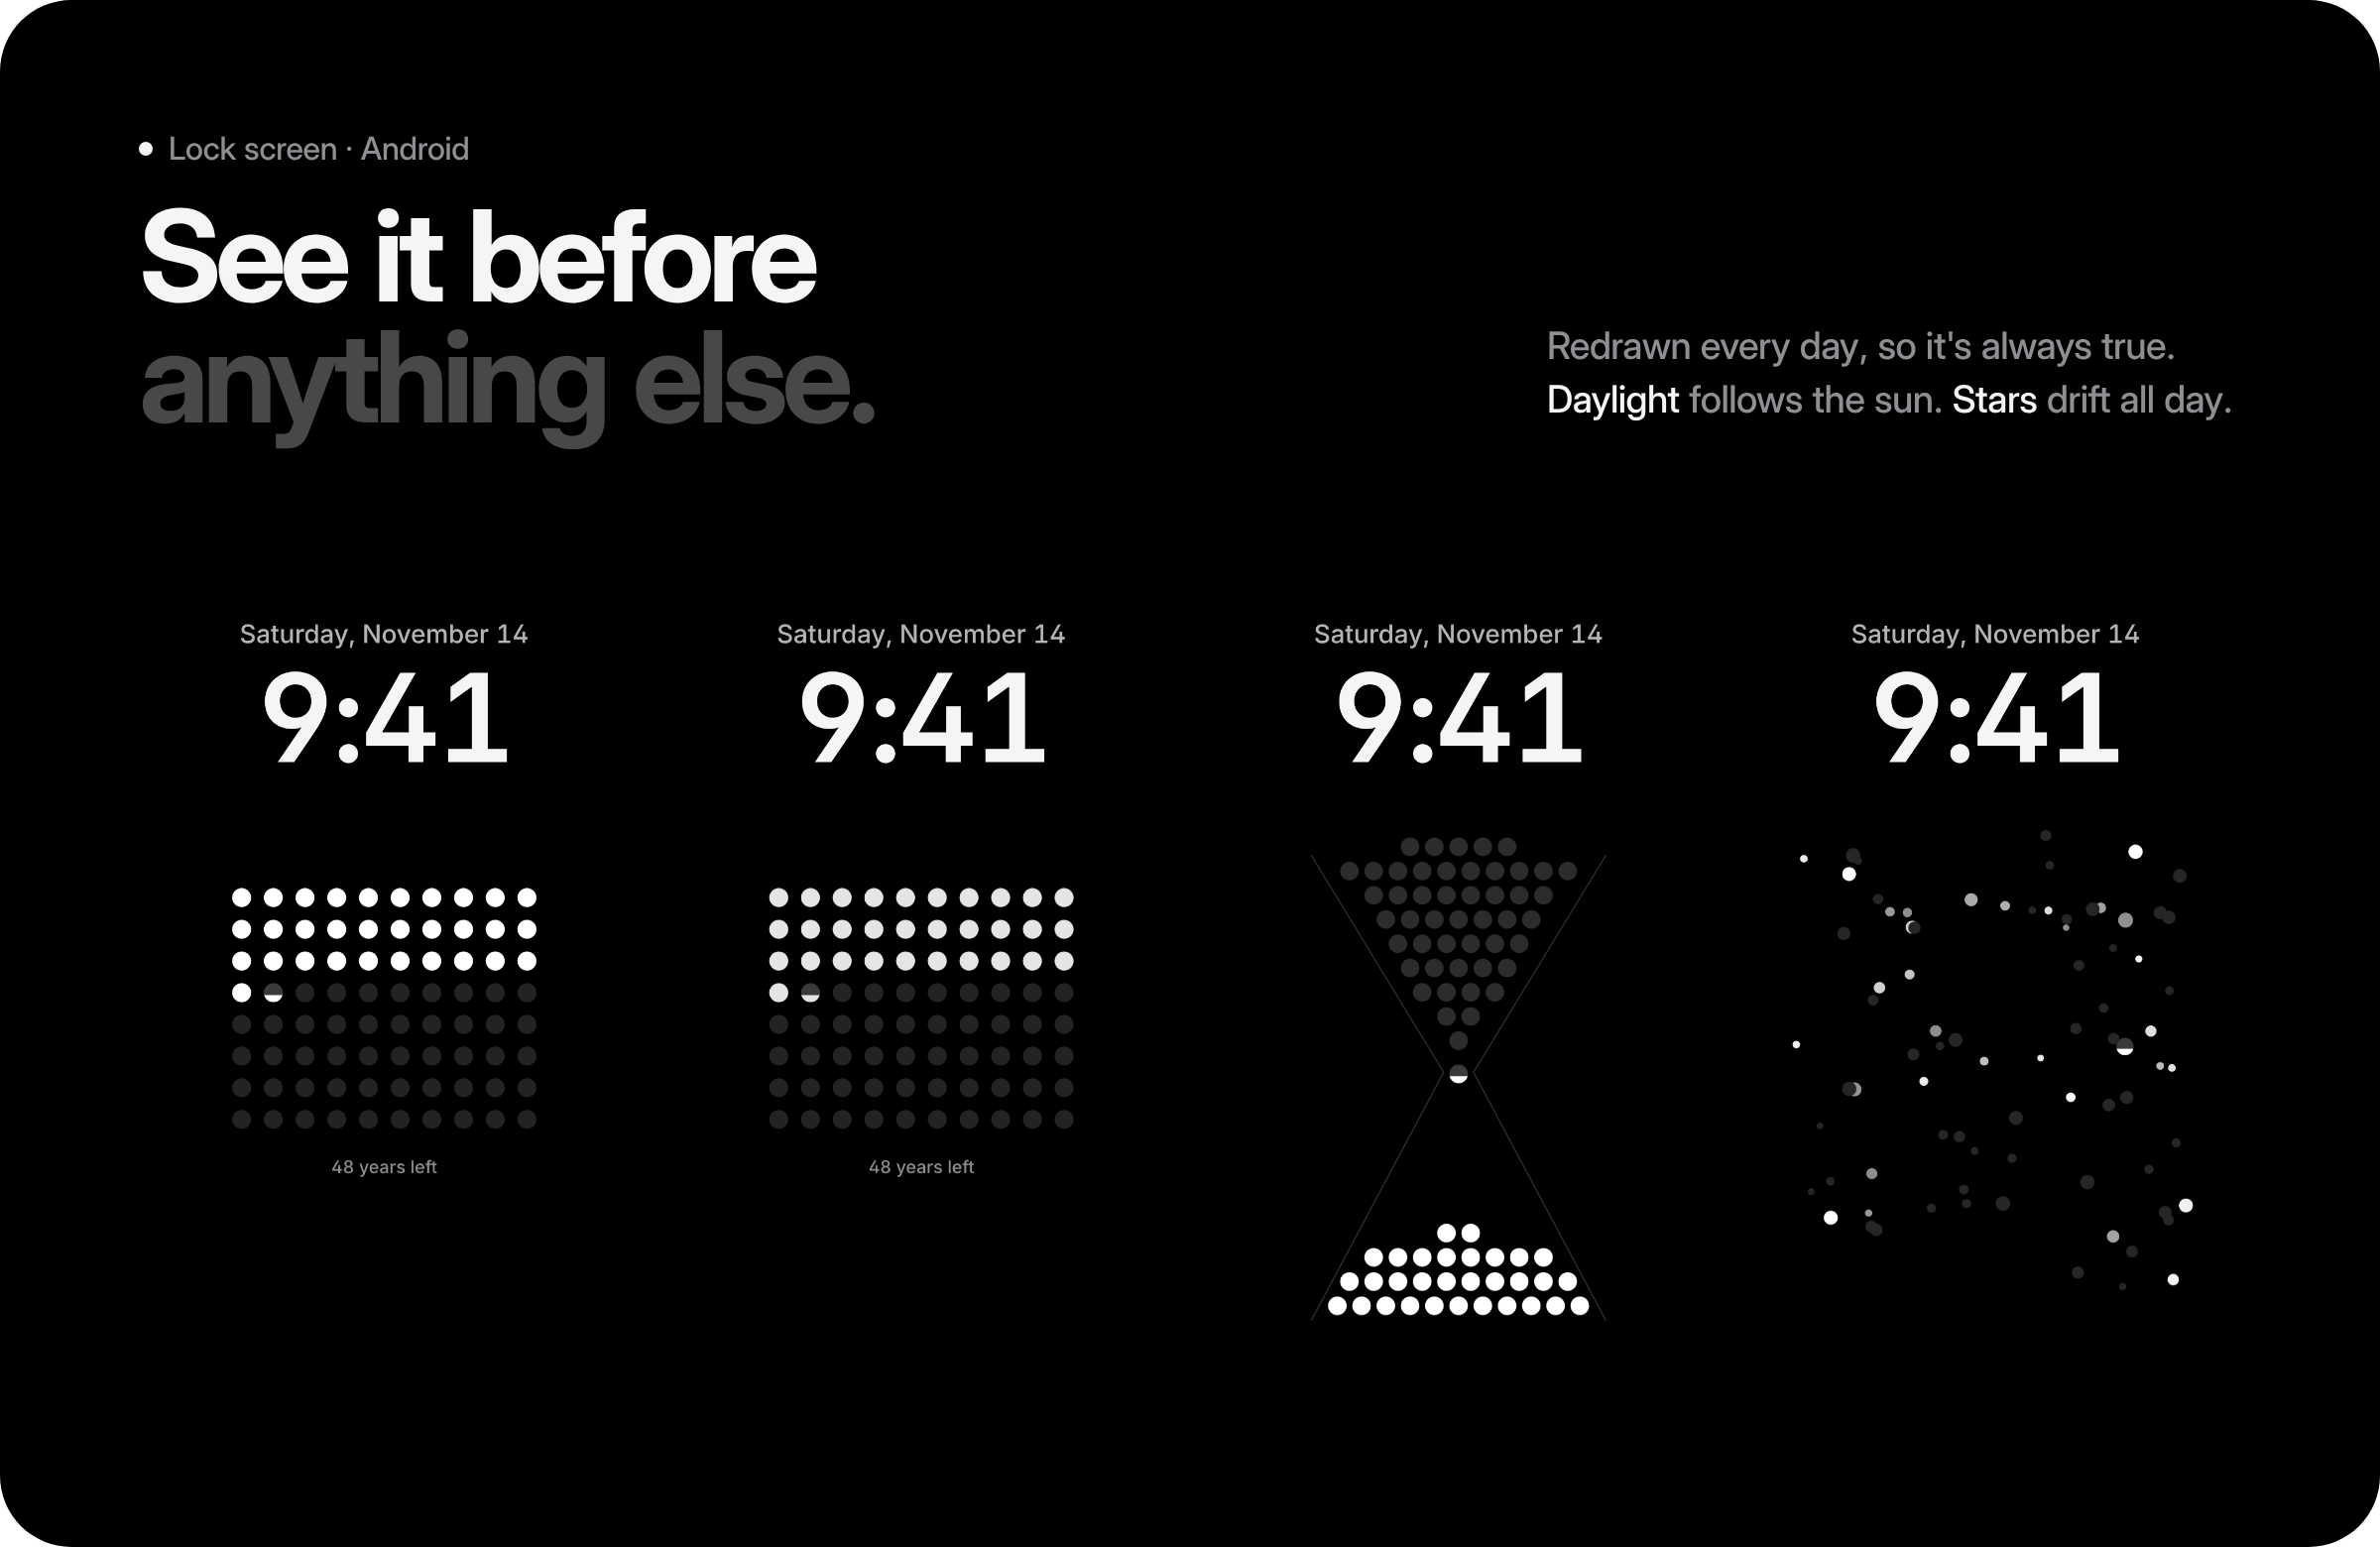 Lock screen · Android
See it before
anything else.
Redrawn every day, so it's always true.
Daylight follows the sun. Stars drift all day.
Saturday, November 14
9:41
48 years left
Saturday, November 14
9:41
48 years left
Saturday, November 14
9:41
Saturday, November 14
9:41